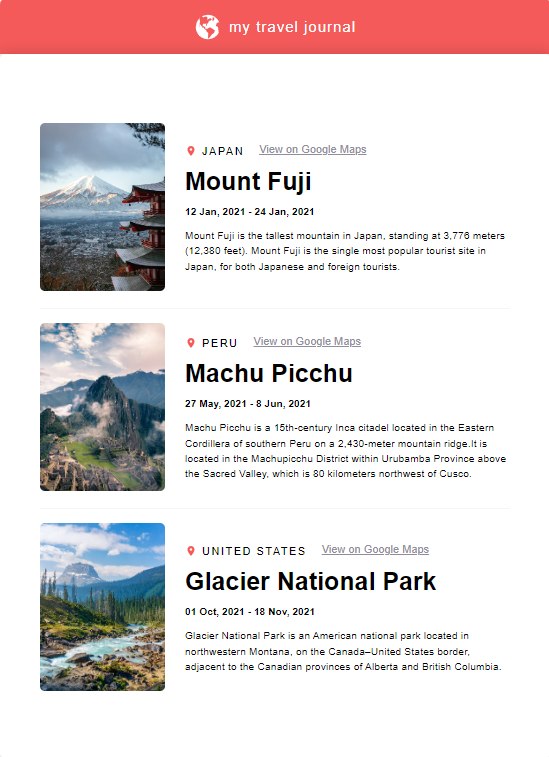 my travel journal
JAPAN View on Google Maps
Mount Fuji
12 Jan, 2021 - 24 Jan, 2021
Mount Fuji is the tallest mountain in Japan, standing at 3,776 meters
(12,380 feet). Mount Fuji is the single most popular tourist site in
Japan, for both Japanese and foreign tourists.
PERU View on Google Maps
Machu Picchu
27 May, 2021 - 8 Jun, 2021
Machu Picchu is a 15th-century Inca citadel located in the Eastern
Cordillera of southern Peru on a 2,430-meter mountain ridge.It is
located in the Machupicchu District within Urubamba Province above
the Sacred Valley, which is 80 kilometers northwest of Cusco.
UNITED STATES View on Google Maps
Glacier National Park
01 Oct, 2021 - 18 Nov, 2021
Glacier National Park is an American national park located in
northwestern Montana, on the Canada–United States border,
adjacent to the Canadian provinces of Alberta and British Columbia.